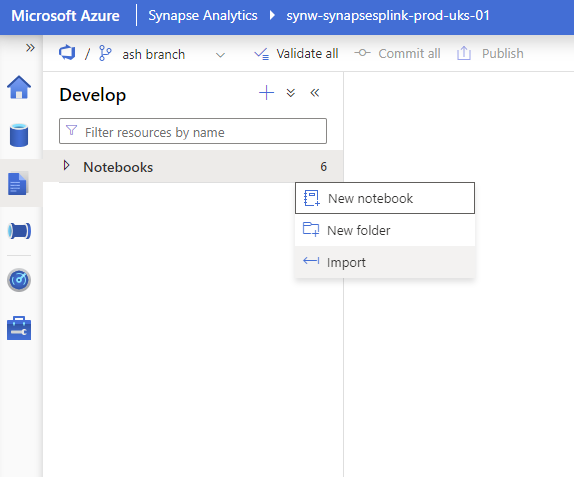 Microsoft Azure Synapse Analytics synw-synapsesplink-prod-uks-01
/ ash branch Validate all Commit all Publish
Develop
Filter resources by name
Notebooks 6
New notebook
New folder
Import